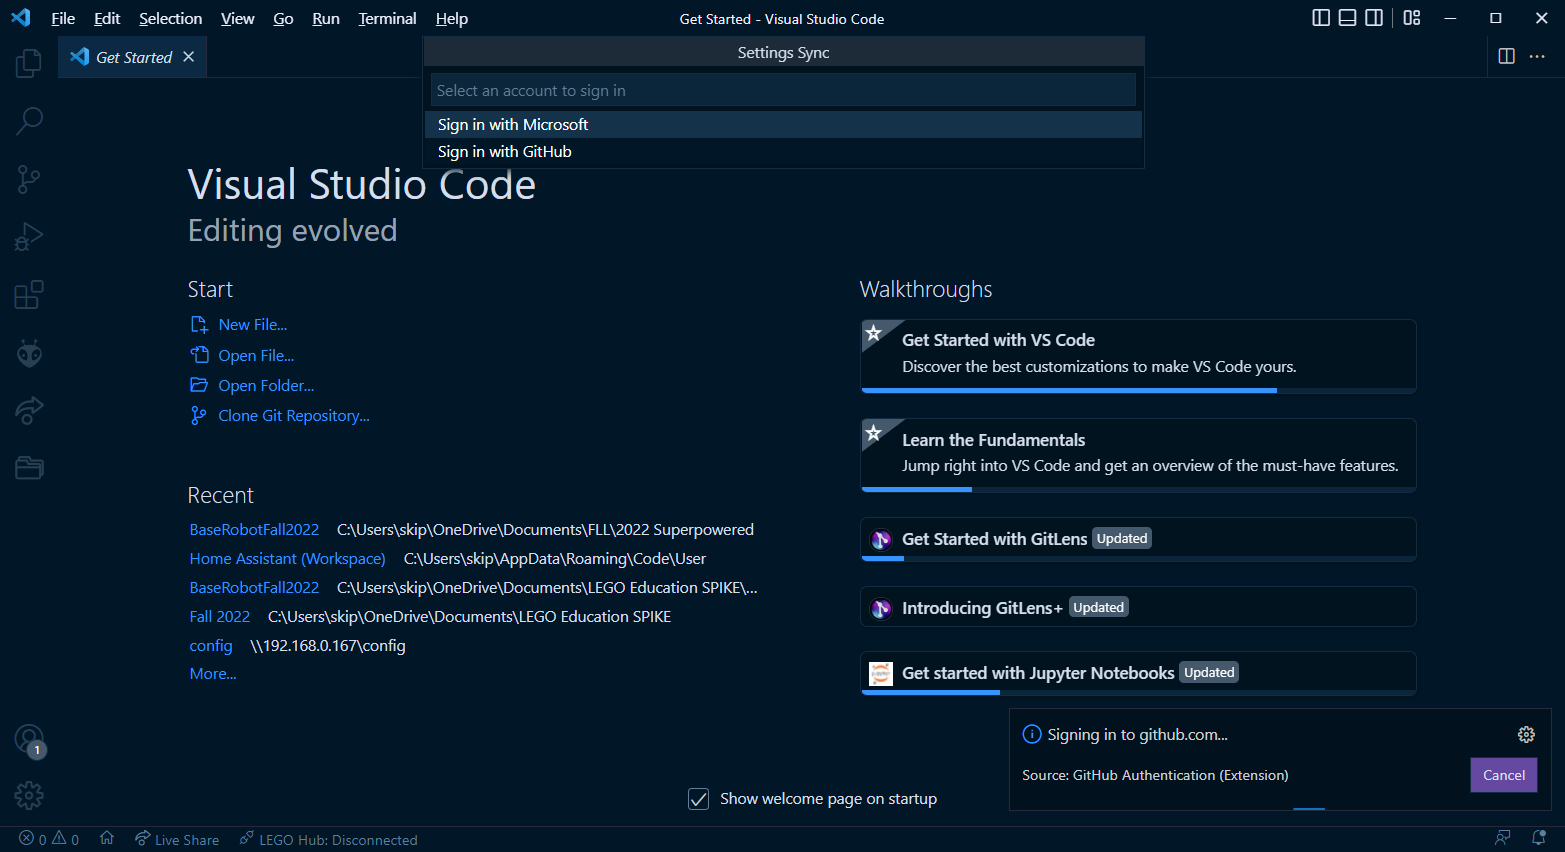 File Edit Selection View Go Run Terminal Help
Get Started - Visual Studio Code
Get Started
Settings Sync
Select an account to sign in
Sign in with Microsoft
Sign in with GitHub
Visual Studio Code
Editing evolved
Start
New File...
Open File...
Open Folder...
Clone Git Repository...
Recent
BaseRobotFall2022 C:\Users\skip\OneDrive\Documents\FLL\2022 Superpowered
Home Assistant (Workspace) C:\Users\skip\AppData\Roaming\Code\User
BaseRobotFall2022 C:\Users\skip\OneDrive\Documents\LEGO Education SPIKE\...
Fall 2022 C:\Users\skip\OneDrive\Documents\LEGO Education SPIKE
config \\192.168.0.167\config
More...
Walkthroughs
Get Started with VS Code
Discover the best customizations to make VS Code yours.
Learn the Fundamentals
Jump right into VS Code and get an overview of the must-have features.
Get Started with GitLens Updated
Introducing GitLens+ Updated
Get started with Jupyter Notebooks Updated
1
Signing in to github.com...
Source: GitHub Authentication (Extension)
Cancel
Show welcome page on startup
0 0 Live Share LEGO Hub: Disconnected